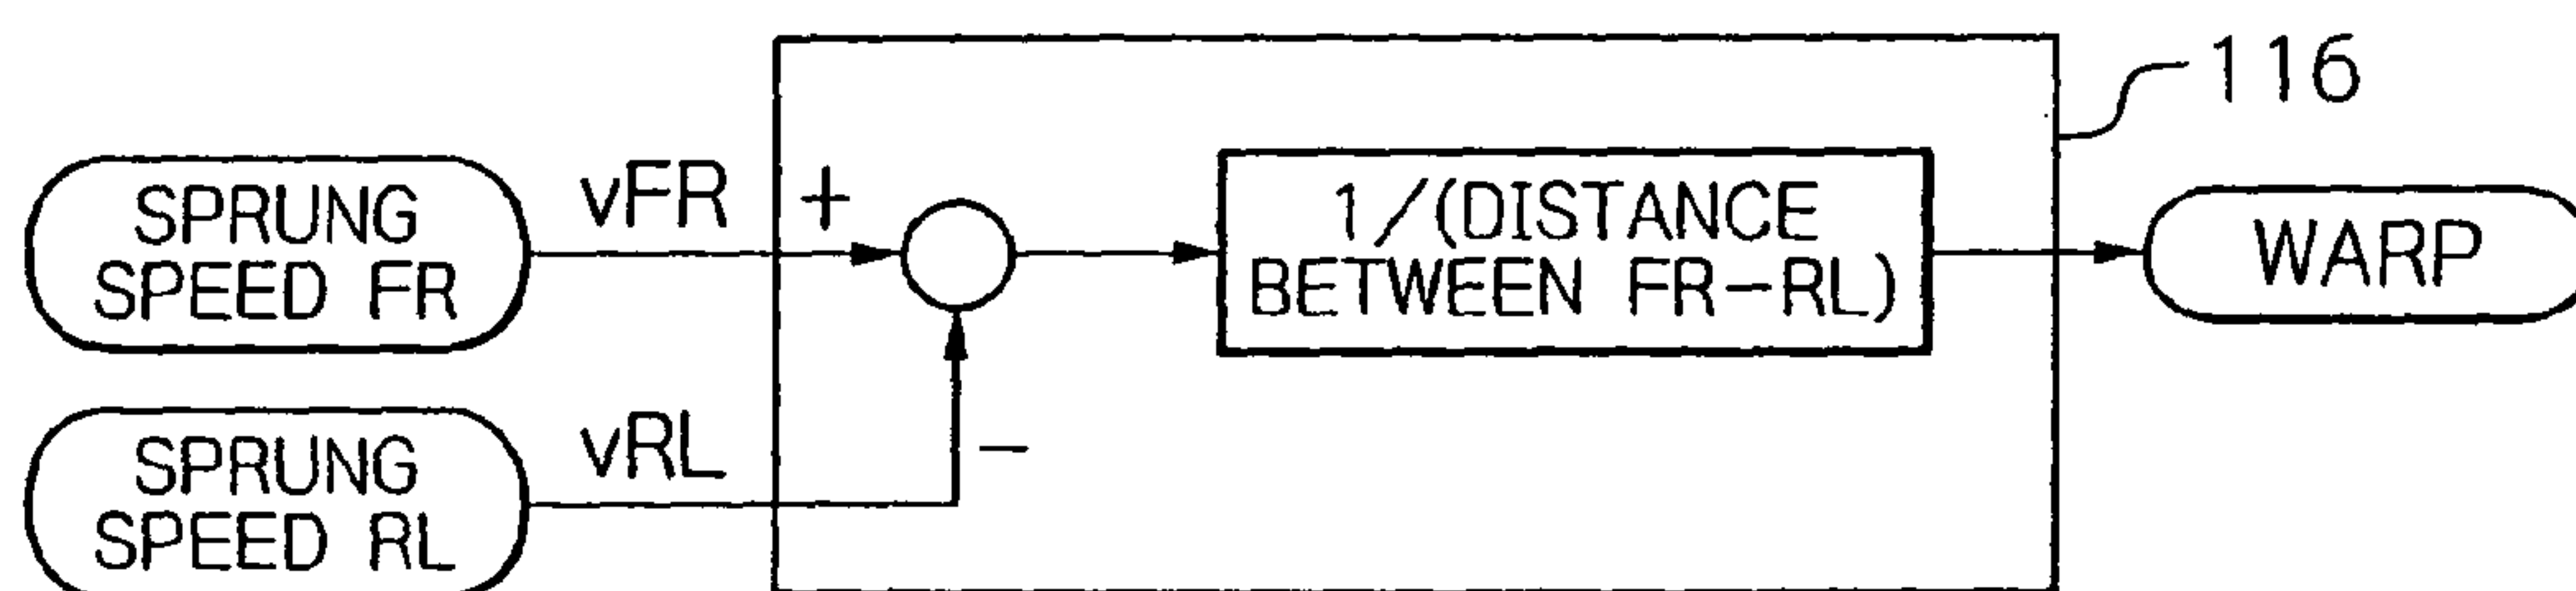 116
SPRUNG
SPEED FR
vFR
+
1/(DISTANCE
BETWEEN FR-RL)
WARP
SPRUNG
SPEED RL
vRL
-